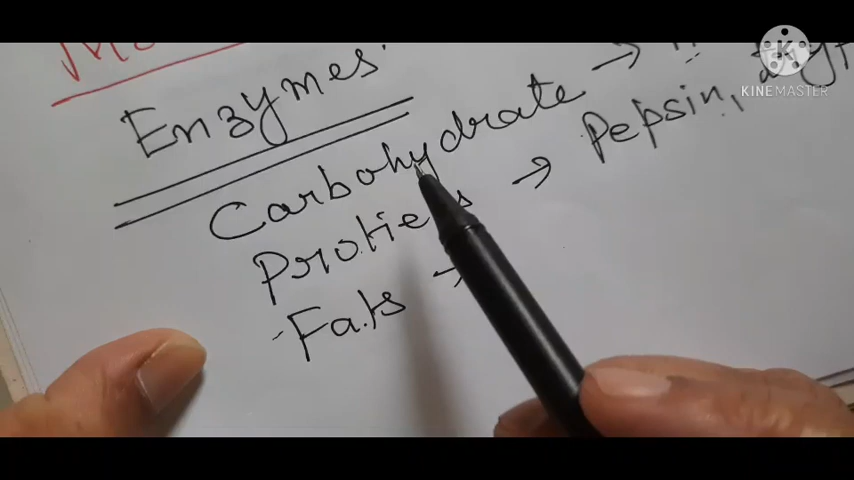 Enzymes.
Carbohydrate →
Protiens → Pepsin,
Fats →
KINEMASTER